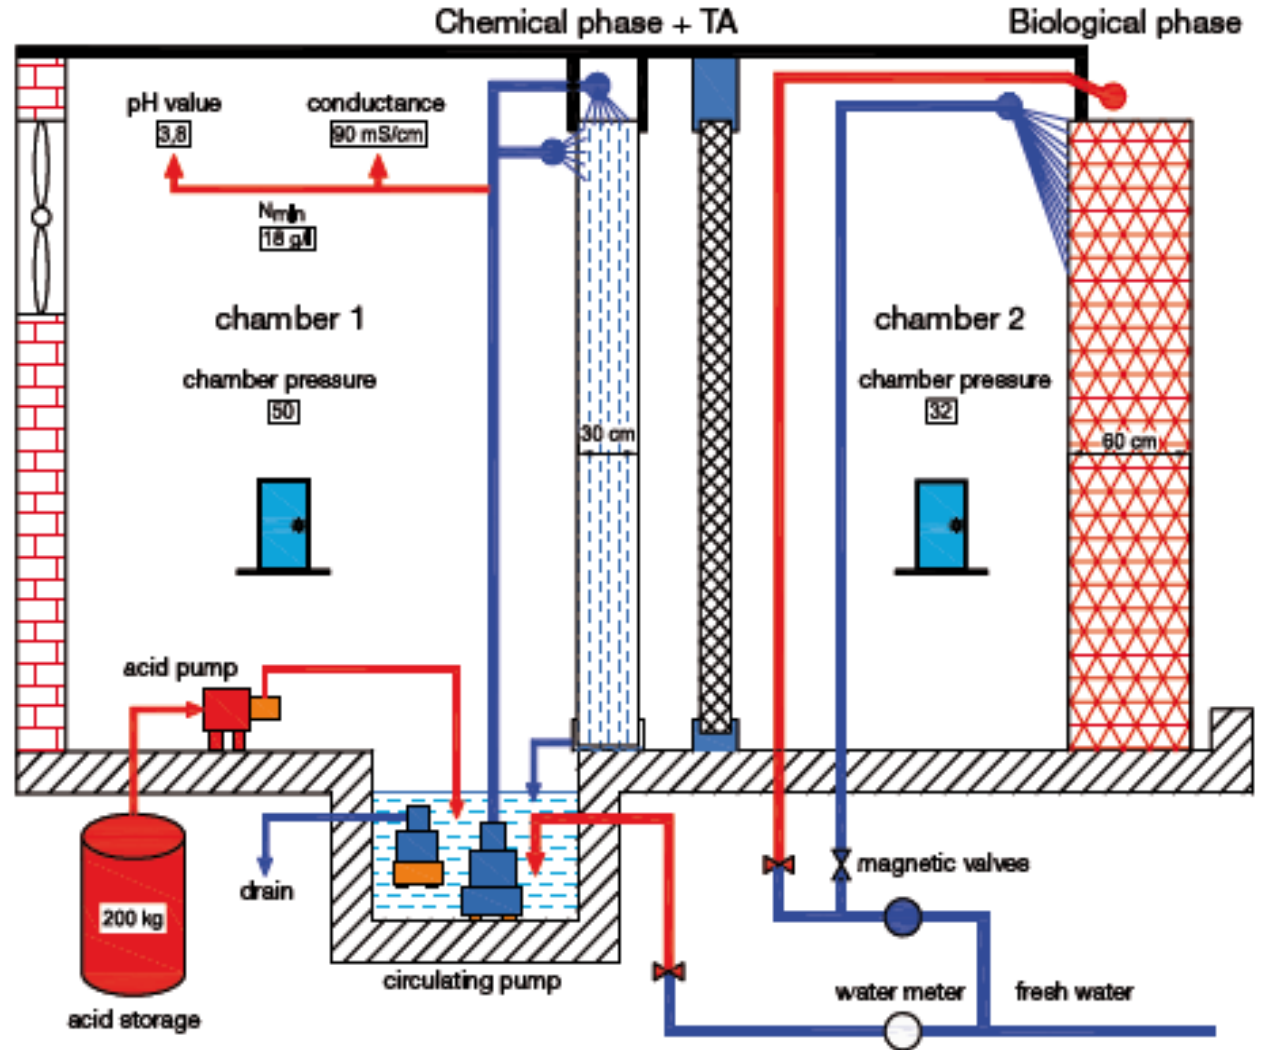 Chemical phase + TA
Biological phase
pH value
3,8
conductance
90 mS/cm
Nmin
18 g/l
chamber 1
chamber 2
chamber pressure
50
chamber pressure
32
30 cm
60 cm
acid pump
magnetic valves
drain
200 kg
circulating pump
water meter
fresh water
acid storage